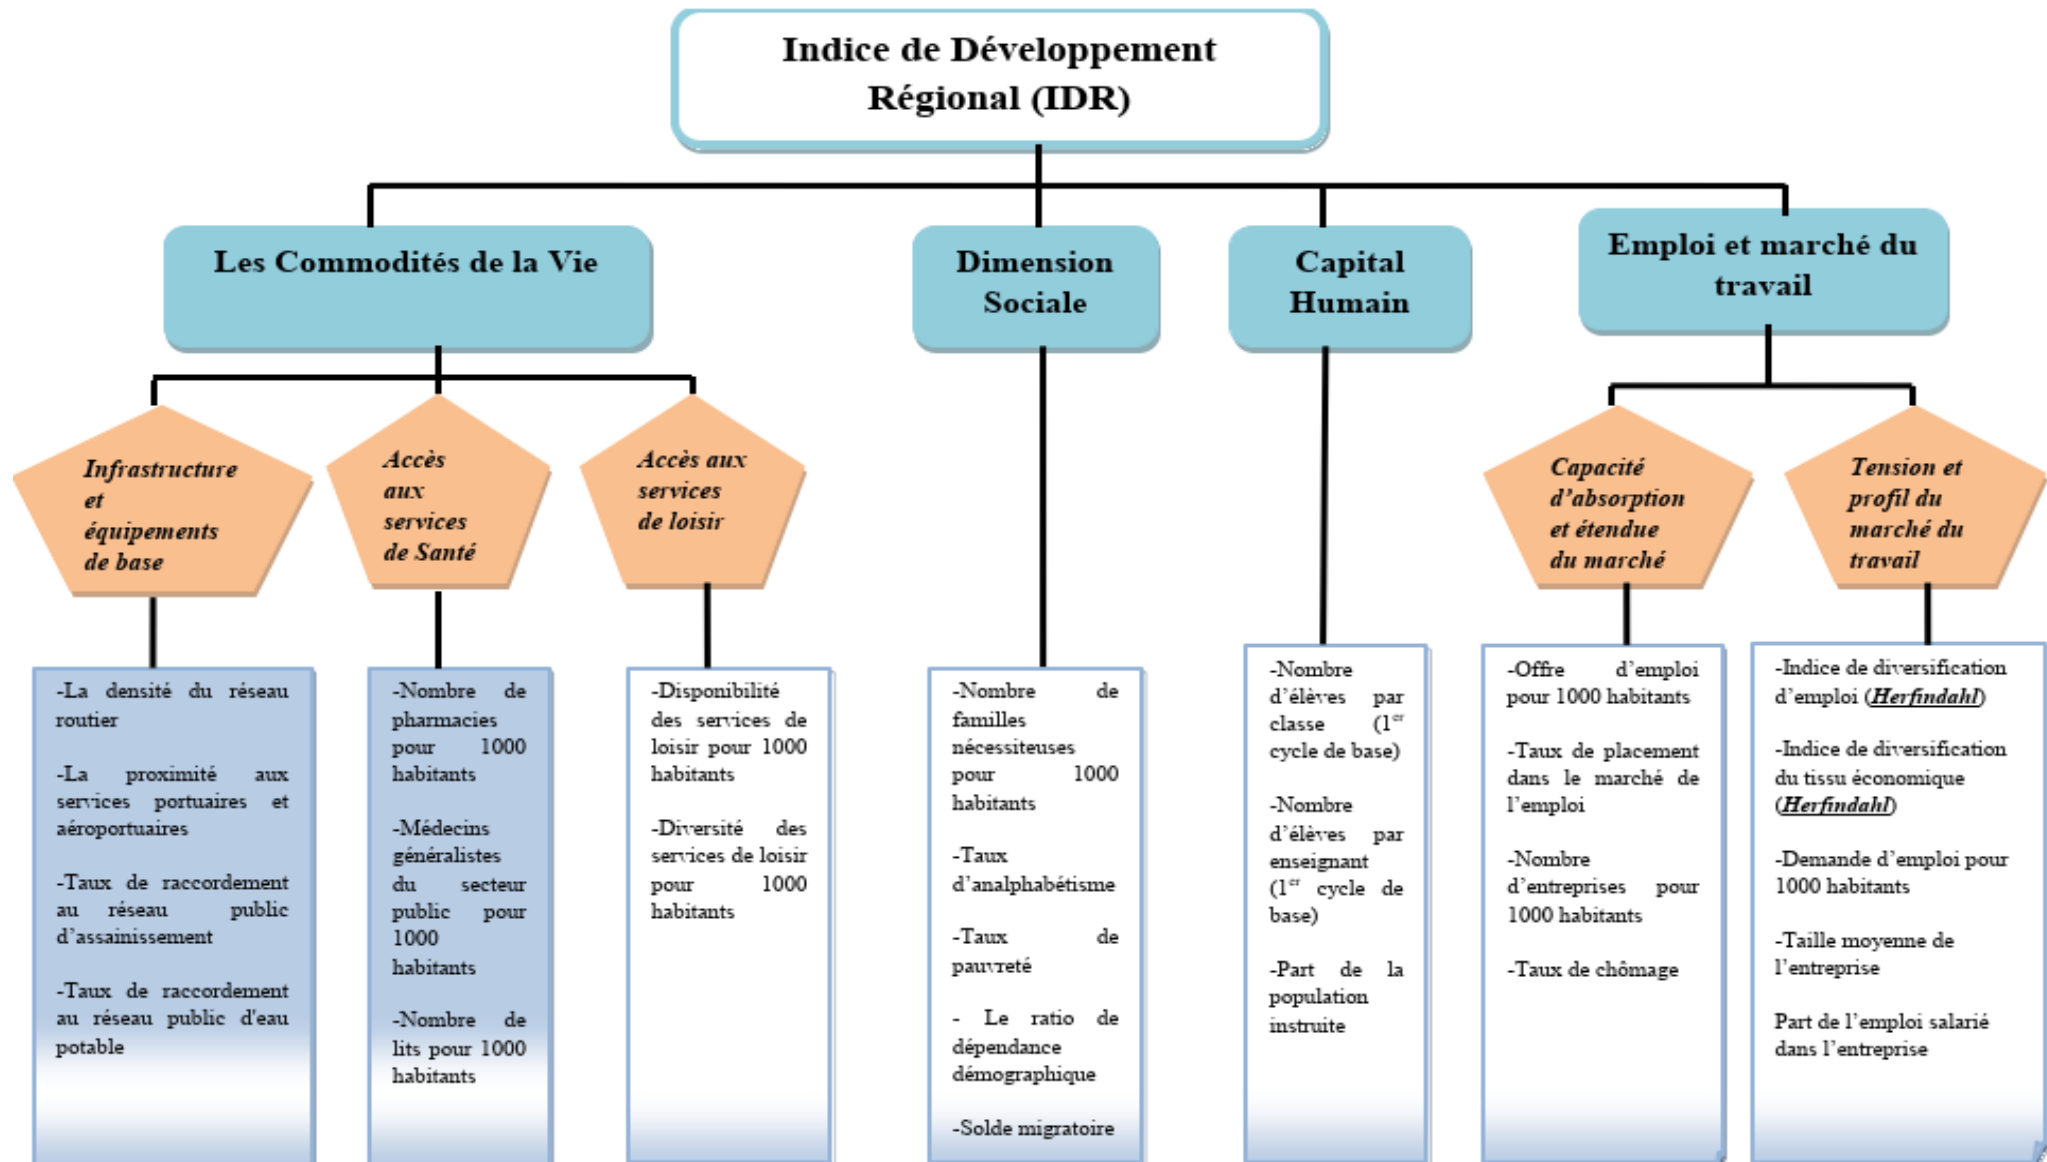 Indice de Développement
Régional (IDR)
Les Commodités de la Vie
Dimension
Sociale
Capital
Humain
Emploi et marché du
travail
Infrastructure
et
équipements
de base
Accès
aux
services
de Santé
Accès aux
services
de loisir
Capacité
d’absorption
et étendue
du marché
Tension et
profil du
marché du
travail
-La densité du réseau
routier
-La proximité aux
services portuaires et
aéroportuaires
-Taux de raccordement
au réseau public
d’assainissement
-Taux de raccordement
au réseau public d'eau
potable
-Nombre de
pharmacies
pour 1000
habitants
-Médecins
généralistes
du secteur
public pour
1000
habitants
-Nombre de
lits pour 1000
habitants
-Disponibilité
des services de
loisir pour 1000
habitants
-Diversité des
services de loisir
pour 1000
habitants
-Nombre de
familles
nécessiteuses
pour 1000
habitants
-Taux
d’analphabétisme
-Taux de
pauvreté
- Le ratio de
dépendance
démographique
-Solde migratoire
-Nombre
d’élèves par
classe (1er
cycle de base)
-Nombre
d’élèves par
enseignant
(1er cycle de
base)
-Part de la
population
instruite
-Offre d’emploi
pour 1000 habitants
-Taux de placement
dans le marché de
l’emploi
-Nombre
d’entreprises pour
1000 habitants
-Taux de chômage
-Indice de diversification
d’emploi (Herfindahl)
-Indice de diversification
du tissu économique
(Herfindahl)
-Demande d’emploi pour
1000 habitants
-Taille moyenne de
l’entreprise
Part de l’emploi salarié
dans l’entreprise